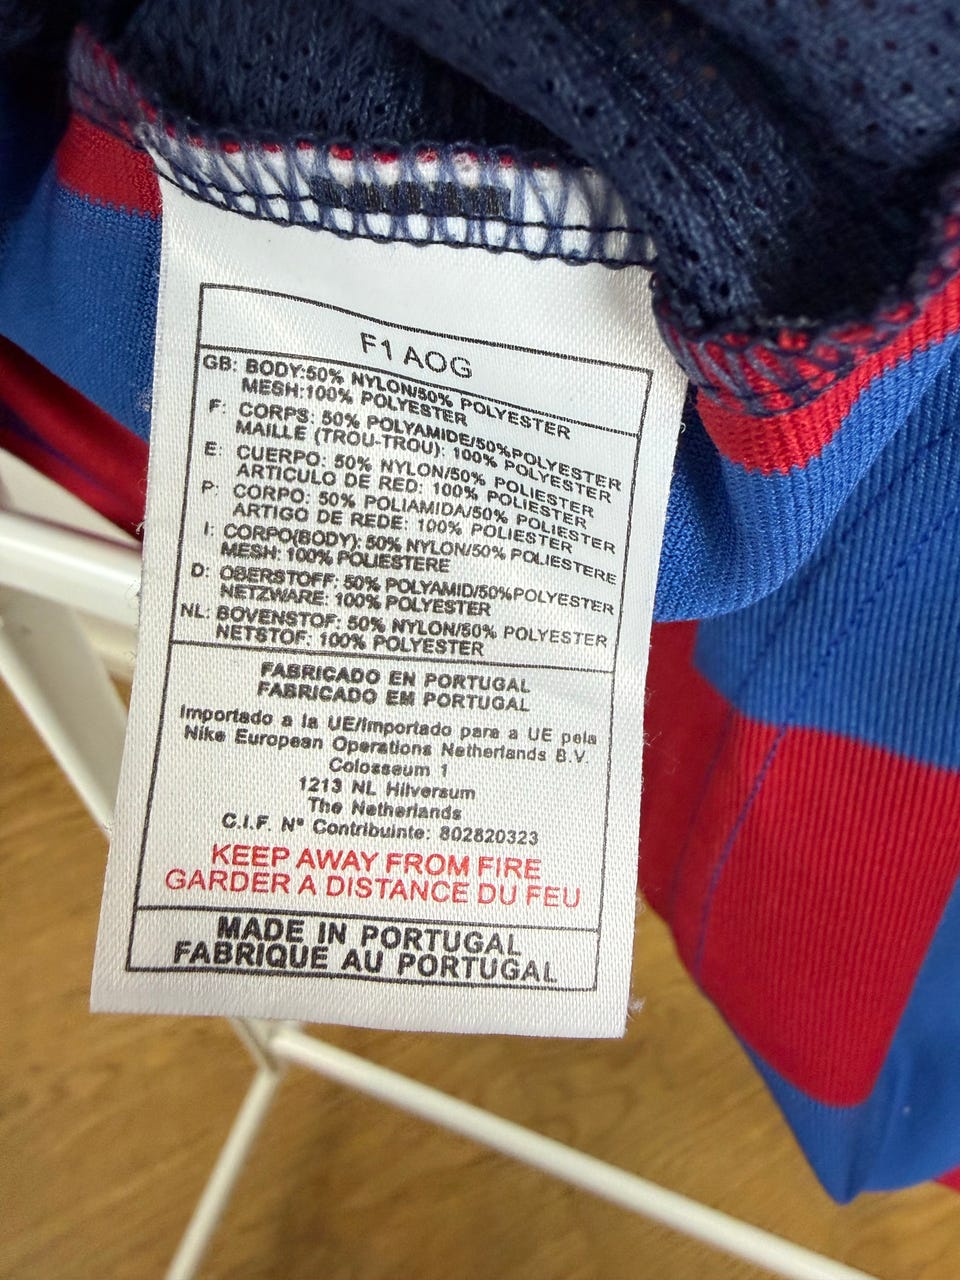 F1 AOG
GB: BODY:50% NYLON/50% POLYESTER
MESH:100% POLYESTER
F: CORPS: 50% POLYAMIDE/50%POLYESTER
MAILLE (TROU-TROU): 100% POLYESTER
E: CUERPO: 50% NYLON/50% POLIESTER
ARTICULO DE RED: 100% POLIESTER
P: CORPO: 50% POLIAMIDA/50% POLIESTER
ARTIGO DE REDE: 100% POLIESTER
I: CORPO(BODY): 50% NYLON/50% POLIESTERE
MESH: 100% POLIESTERE
D: OBERSTOFF: 50% POLYAMID/50%POLYESTER
NETZWARE: 100% POLYESTER
NL: BOVENSTOF: 50% NYLON/50% POLYESTER
NETSTOF: 100% POLYESTER
FABRICADO EN PORTUGAL
FABRICADO EM PORTUGAL
Importado a la UE/Importado para a UE pela
Nike European Operations Netherlands B.V.
Colosseum 1
1213 NL Hilversum
The Netherlands
C.I.F. Nº Contribuinte: 802820323
KEEP AWAY FROM FIRE
GARDER A DISTANCE DU FEU
MADE IN PORTUGAL
FABRIQUE AU PORTUGAL